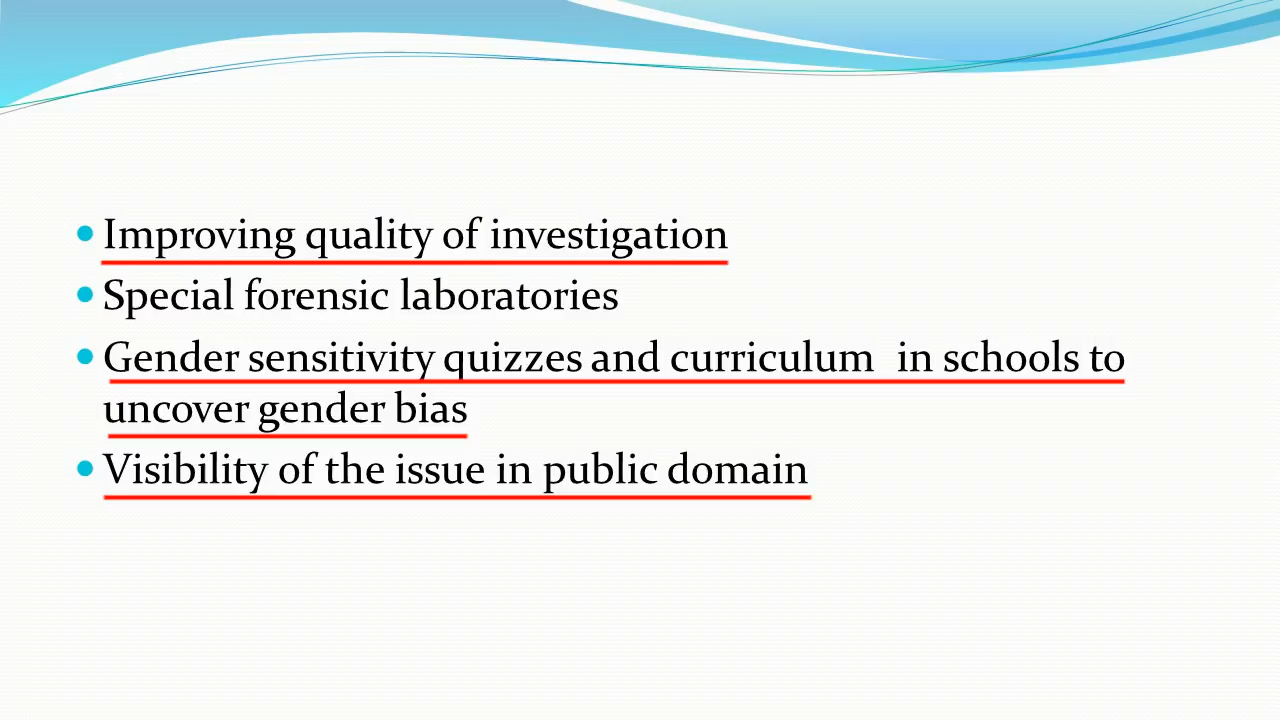 • Improving quality of investigation
• Special forensic laboratories
• Gender sensitivity quizzes and curriculum  in schools to
uncover gender bias
• Visibility of the issue in public domain